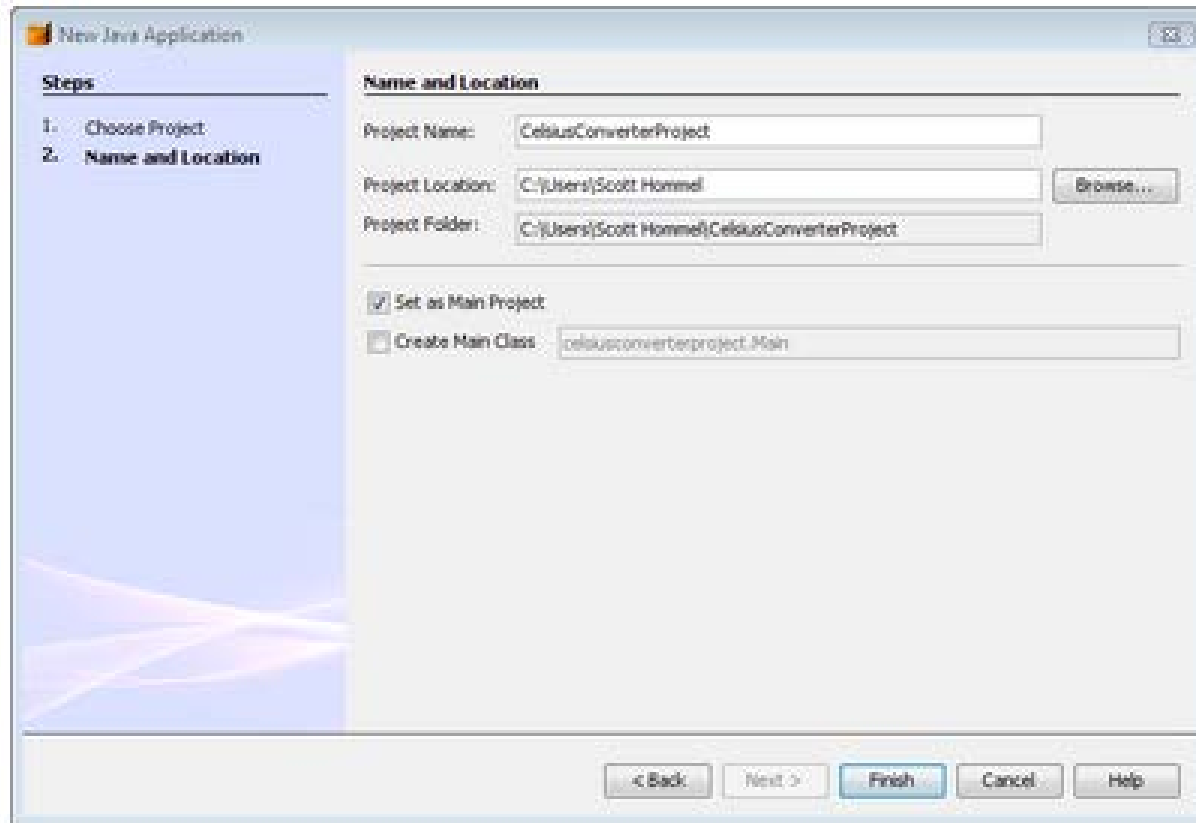 New Java Application
Steps
1. Choose Project
2. Name and Location
Name and Location
Project Name: CelsiusConverterProject
Project Location: C:\Users\Scott Hommel Browse...
Project Folder: C:\Users\Scott Hommel\CelsiusConverterProject
Set as Main Project
Create Main Class celsiusconverterproject.Main
< Back Next > Finish Cancel Help